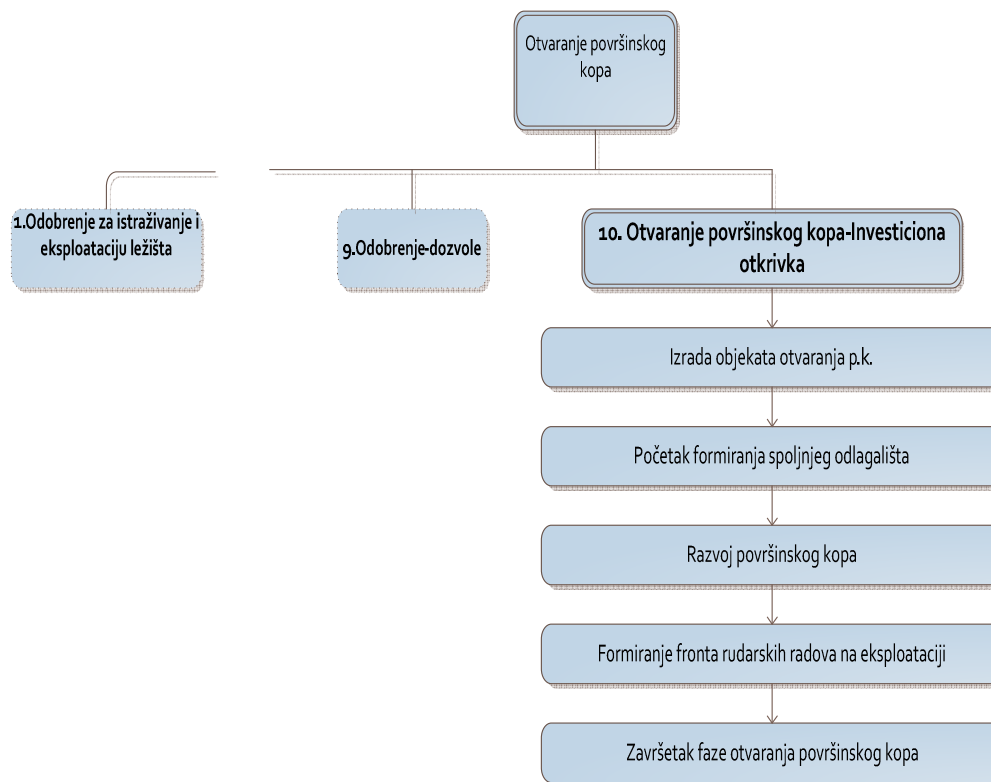 Otvaranje površinskog
kopa
1.Odobrenje za istraživanje i
eksploataciju ležišta
9.Odobrenje-dozvole
10. Otvaranje površinskog kopa-Investiciona
otkrivka
Izrada objekata otvaranja p.k.
Početak formiranja spoljnjeg odlagališta
Razvoj površinskog kopa
Formiranje fronta rudarskih radova na eksploataciji
Završetak faze otvaranja površinskog kopa